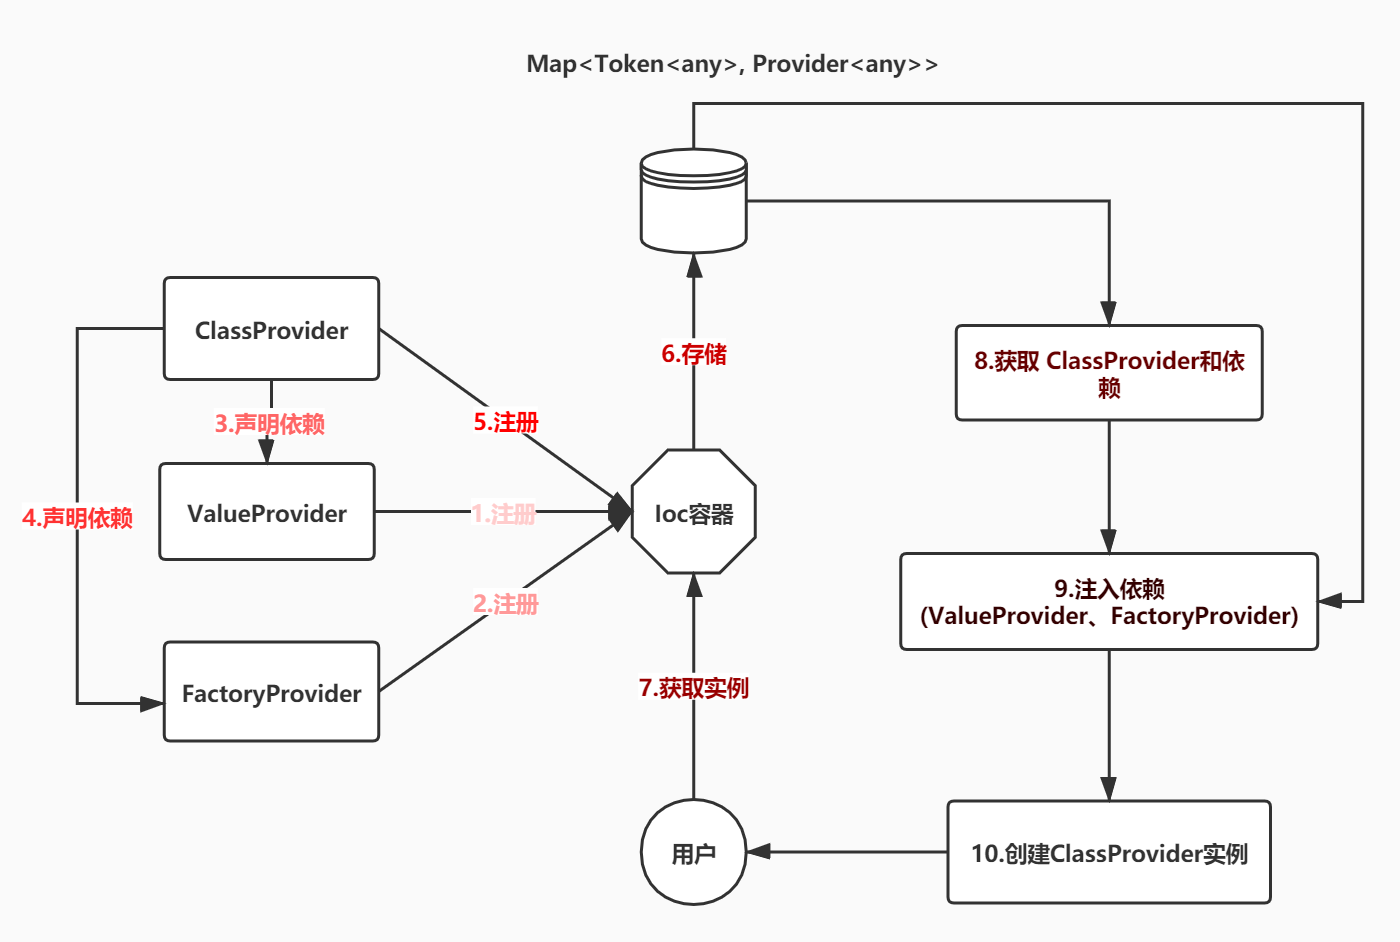 Map<Token<any>, Provider<any>>
ClassProvider
3.声明依赖
ValueProvider
4.声明依赖
FactoryProvider
5.注册
1.注册
2.注册
6.存储
Ioc容器
7.获取实例
用户
8.获取 ClassProvider和依
赖
9.注入依赖
(ValueProvider、FactoryProvider)
10.创建ClassProvider实例